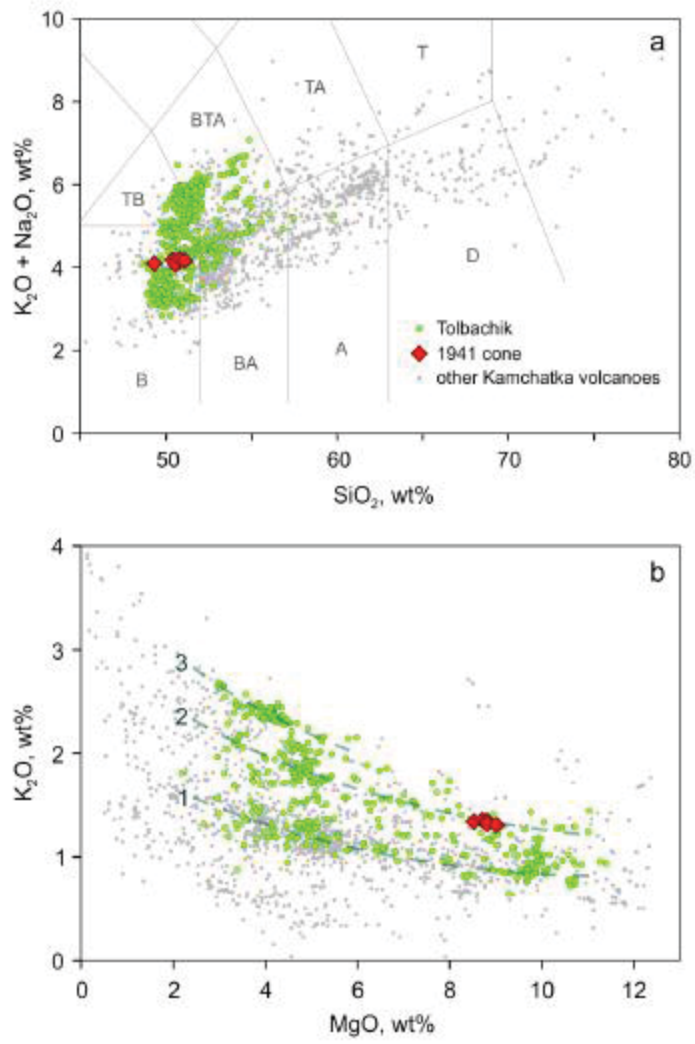 10
a
T
TA
8
BTA
6
TB
K₂O + Na₂O, wt%
4
D
Tolbachik
1941 cone
2
A
BA
B
other Kamchatka volcanoes
0
50
60
70
80
SiO₂, wt%
4
b
3
3
2
K₂O, wt%
2
1
1
0
0
2
4
6
8
10
12
MgO, wt%